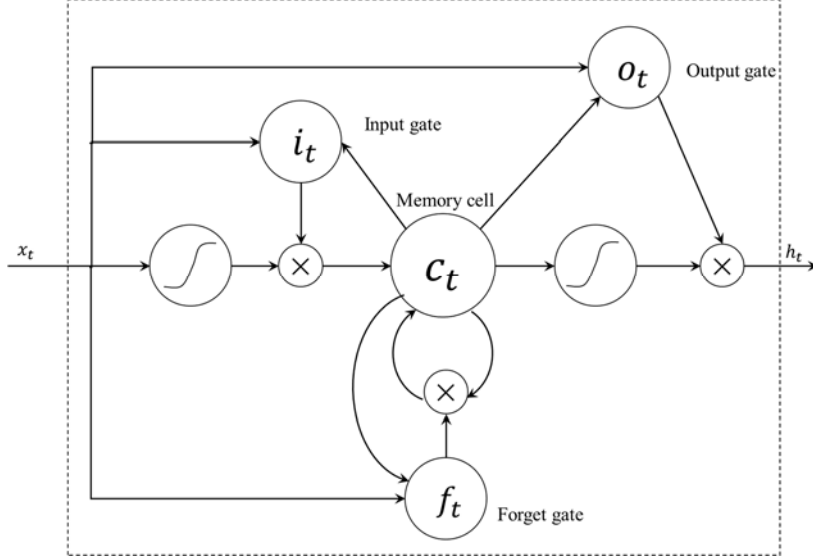 o_t
Output gate
Input gate
i_t
Memory cell
x_t
×
c_t
×
h_t
×
f_t
Forget gate